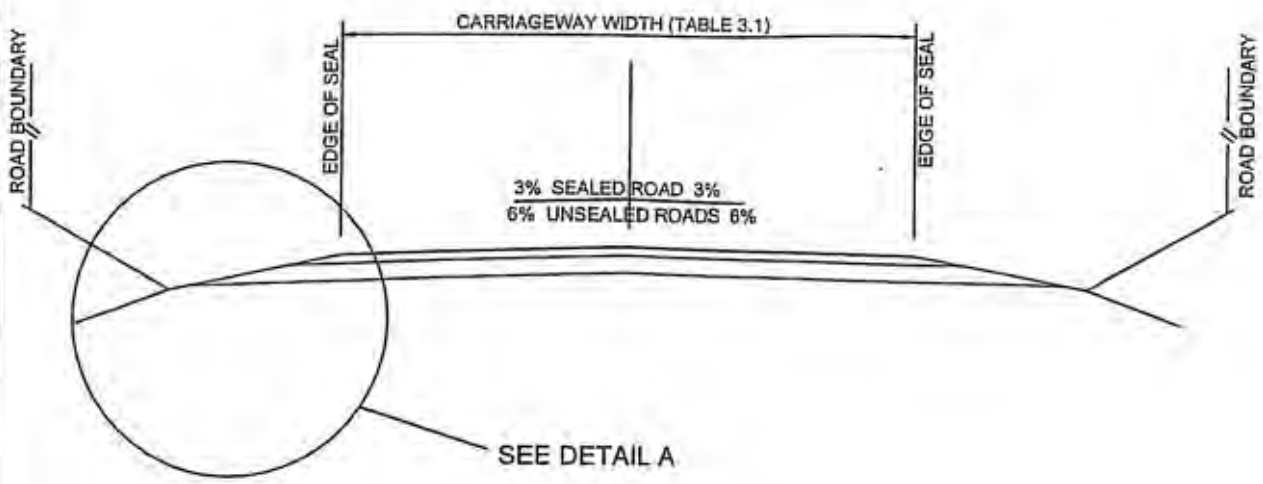 CARRIAGEWAY WIDTH (TABLE 3.1)
ROAD BOUNDARY
EDGE OF SEAL
EDGE OF SEAL
ROAD BOUNDARY
3% SEALED ROAD 3%
6% UNSEALED ROADS 6%
SEE DETAIL A